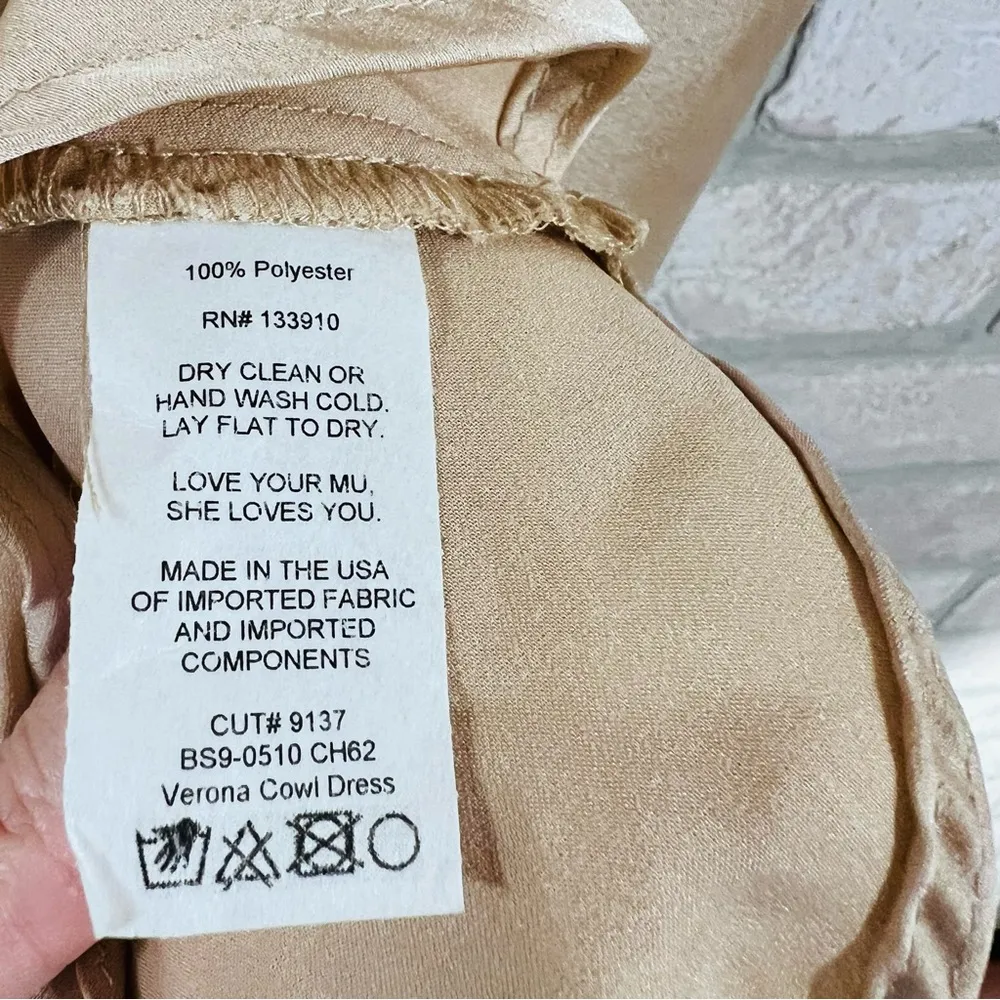 100% Polyester
RN# 133910
DRY CLEAN OR
HAND WASH COLD.
LAY FLAT TO DRY.
LOVE YOUR MU,
SHE LOVES YOU.
MADE IN THE USA
OF IMPORTED FABRIC
AND IMPORTED
COMPONENTS
CUT# 9137
BS9-0510 CH62
Verona Cowl Dress